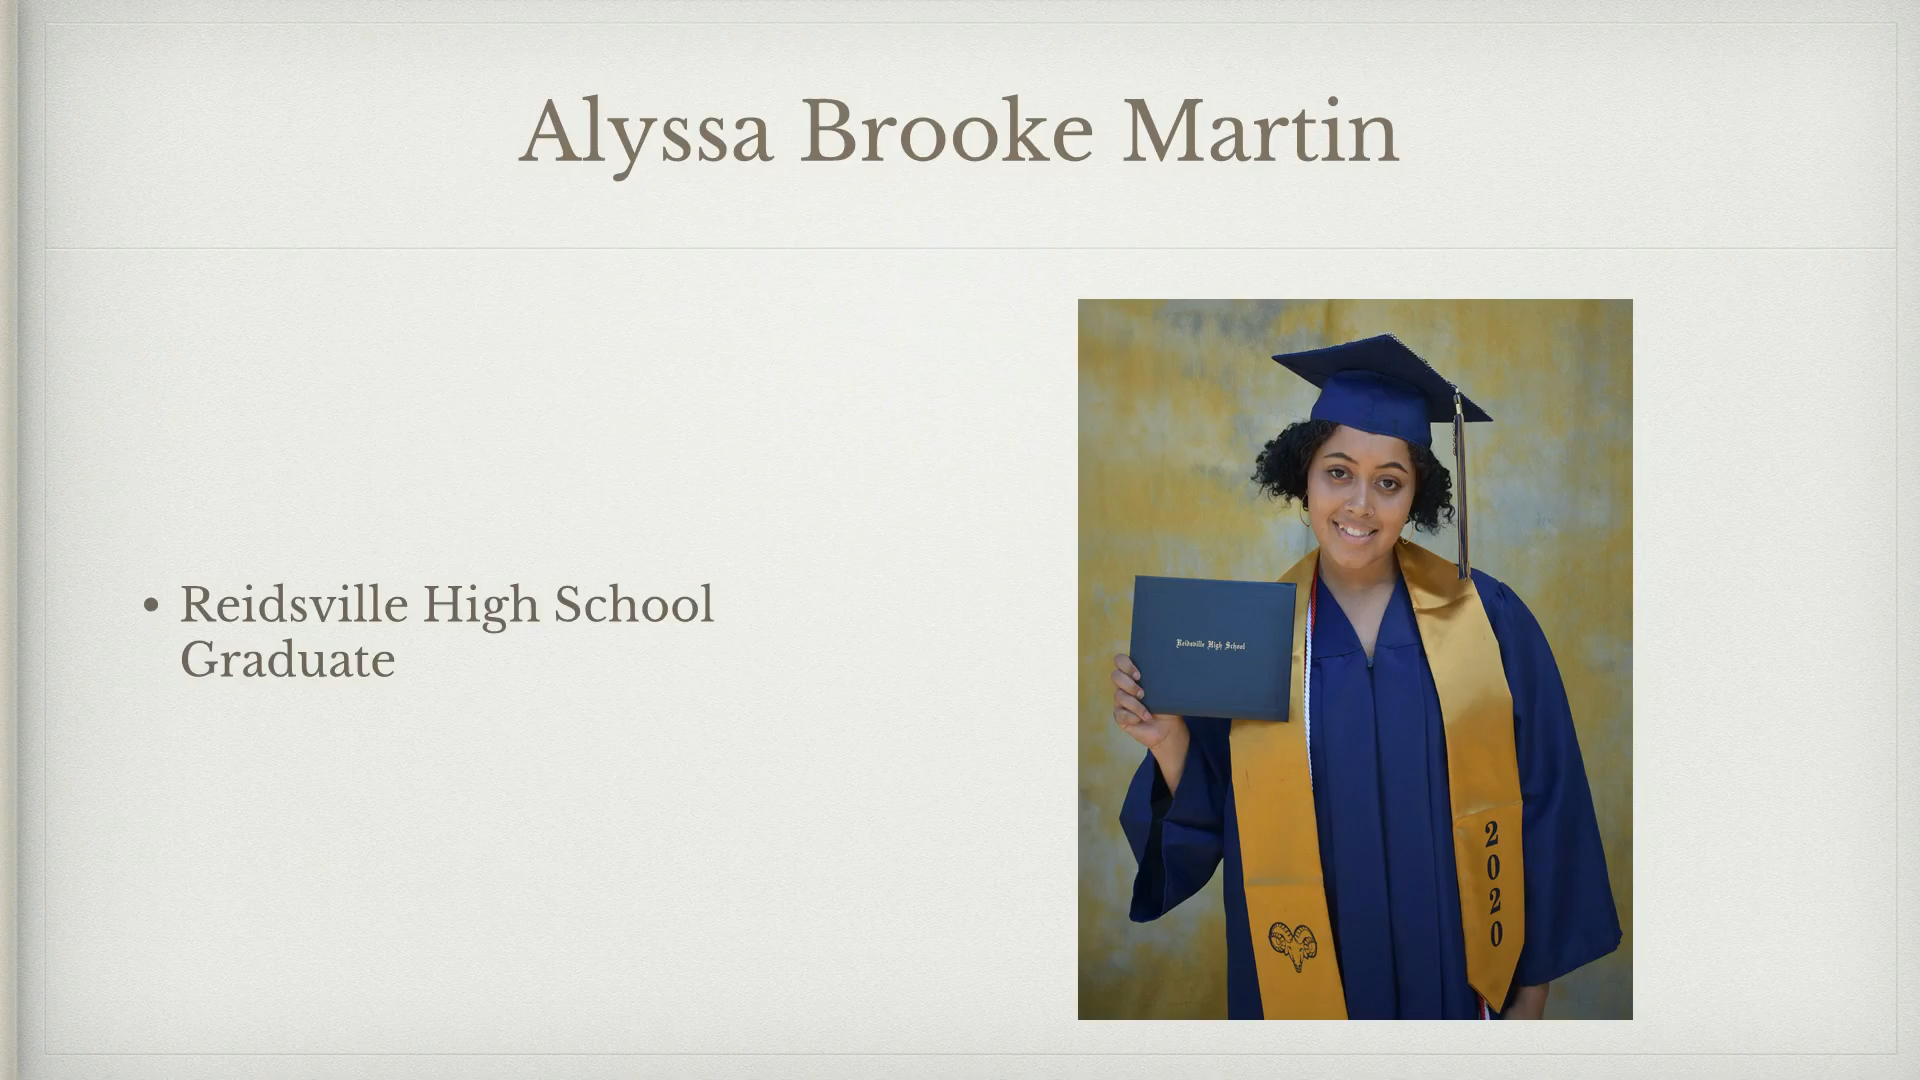 Alyssa Brooke Martin
• Reidsville High School
Graduate
Reidsville High School
2020